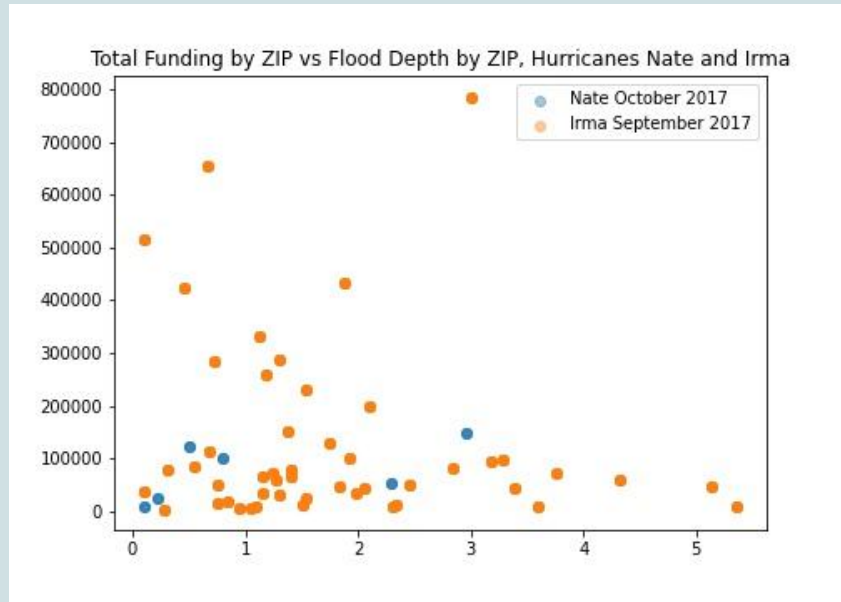 Total Funding by ZIP vs Flood Depth by ZIP, Hurricanes Nate and Irma
Nate October 2017
Irma September 2017
800000
700000
600000
500000
400000
300000
200000
100000
0
0 1 2 3 4 5